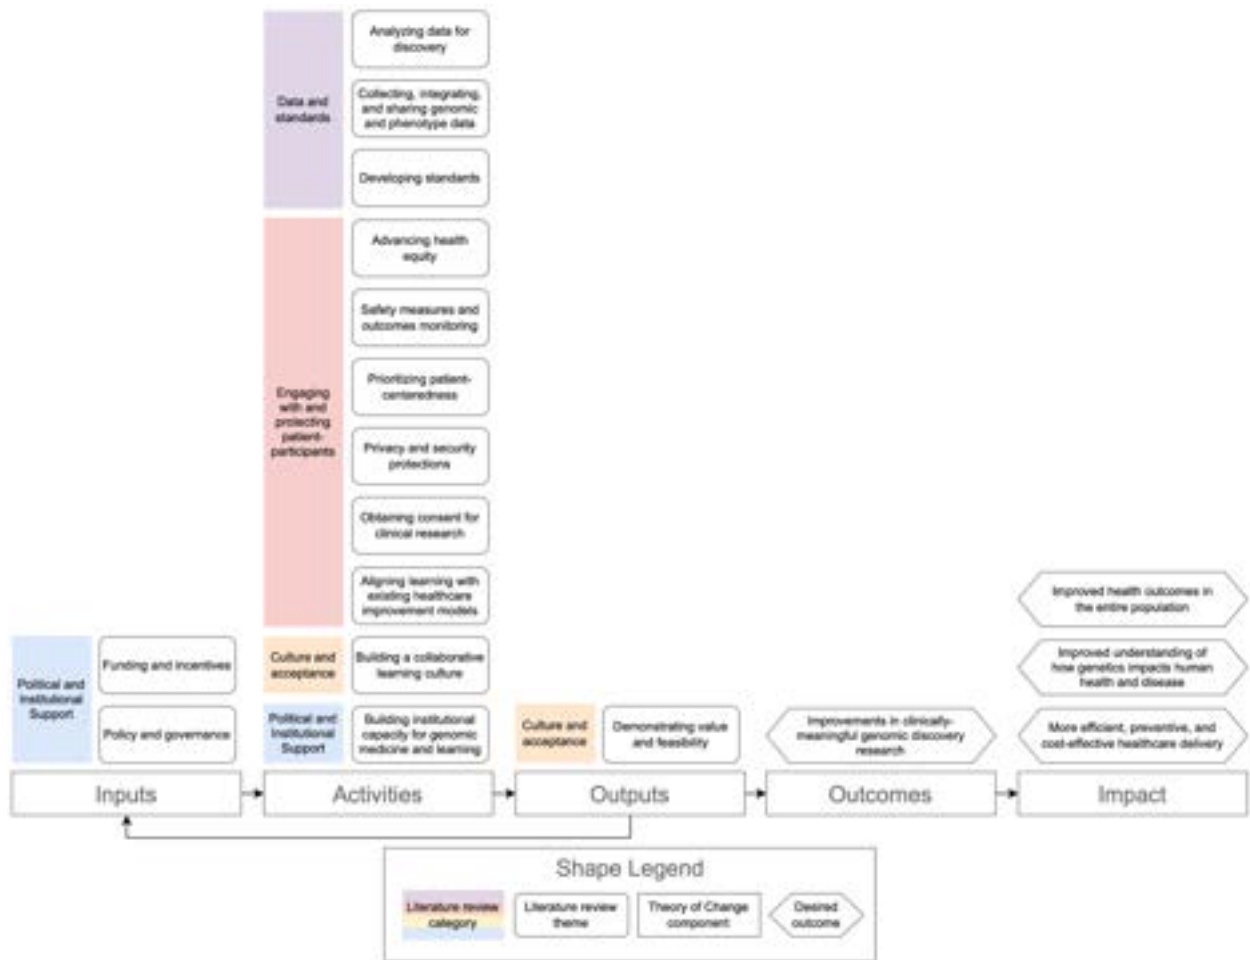 Data and
standards
Analyzing data for
discovery
Collecting, integrating,
and sharing genomic
and phenotype data
Developing standards
Engaging
with and
protecting
patient-
participants
Advancing health
equity
Safety measures and
outcomes monitoring
Prioritizing patient-
centeredness
Privacy and security
protections
Obtaining consent for
clinical research
Aligning learning with
existing healthcare
improvement models
Culture and
acceptance
Building a collaborative
learning culture
Political and
Institutional
Support
Building institutional
capacity for genomic
medicine and learning
Political and
Institutional
Support
Funding and incentives
Policy and governance
Culture and
acceptance
Demonstrating value
and feasibility
Improvements in clinically-
meaningful genomic discovery
research
Improved health outcomes in
the entire population
Improved understanding of
how genetics impacts human
health and disease
More efficient, preventive, and
cost-effective healthcare delivery
Inputs
Activities
Outputs
Outcomes
Impact
Shape Legend
Literature review
category
Literature review
theme
Theory of Change
component
Desired
outcome